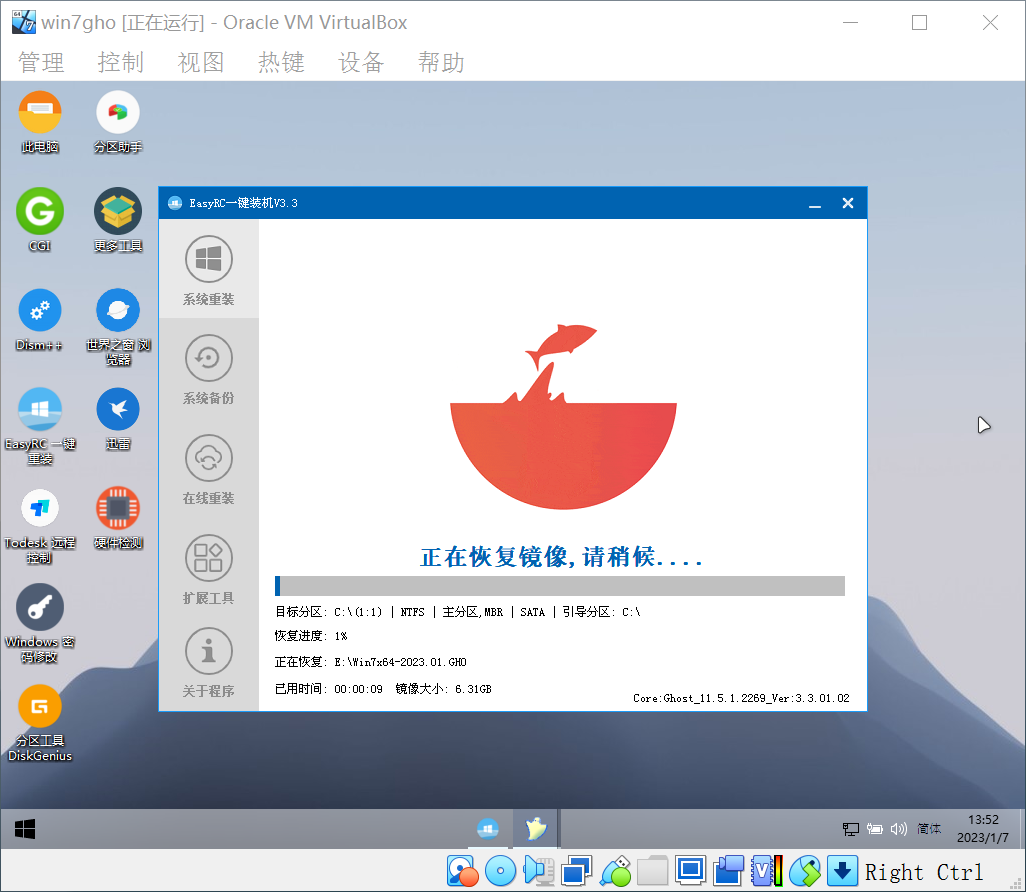 win7gho [正在运行] - Oracle VM VirtualBox
管理 控制 视图 热键 设备 帮助
此电脑
分区助手
CGI
更多工具
Dism++
世界之窗 浏
览器
EasyRC 一键
重装
迅雷
Todesk 远程
控制
硬件检测
Windows 密
码修改
分区工具
DiskGenius
EasyRC一键装机V3.3
系统重装
系统备份
在线重装
扩展工具
关于程序
正在恢复镜像,请稍候....
目标分区: C:\(1:1) | NTFS | 主分区,MBR | SATA | 引导分区: C:\
恢复进度: 1%
正在恢复: E:\Win7x64-2023.01.GHO
已用时间: 00:00:09 镜像大小: 6.31GB
Core:Ghost_11.5.1.2269_Ver:3.3.01.02
简体
13:52
2023/1/7
Right Ctrl